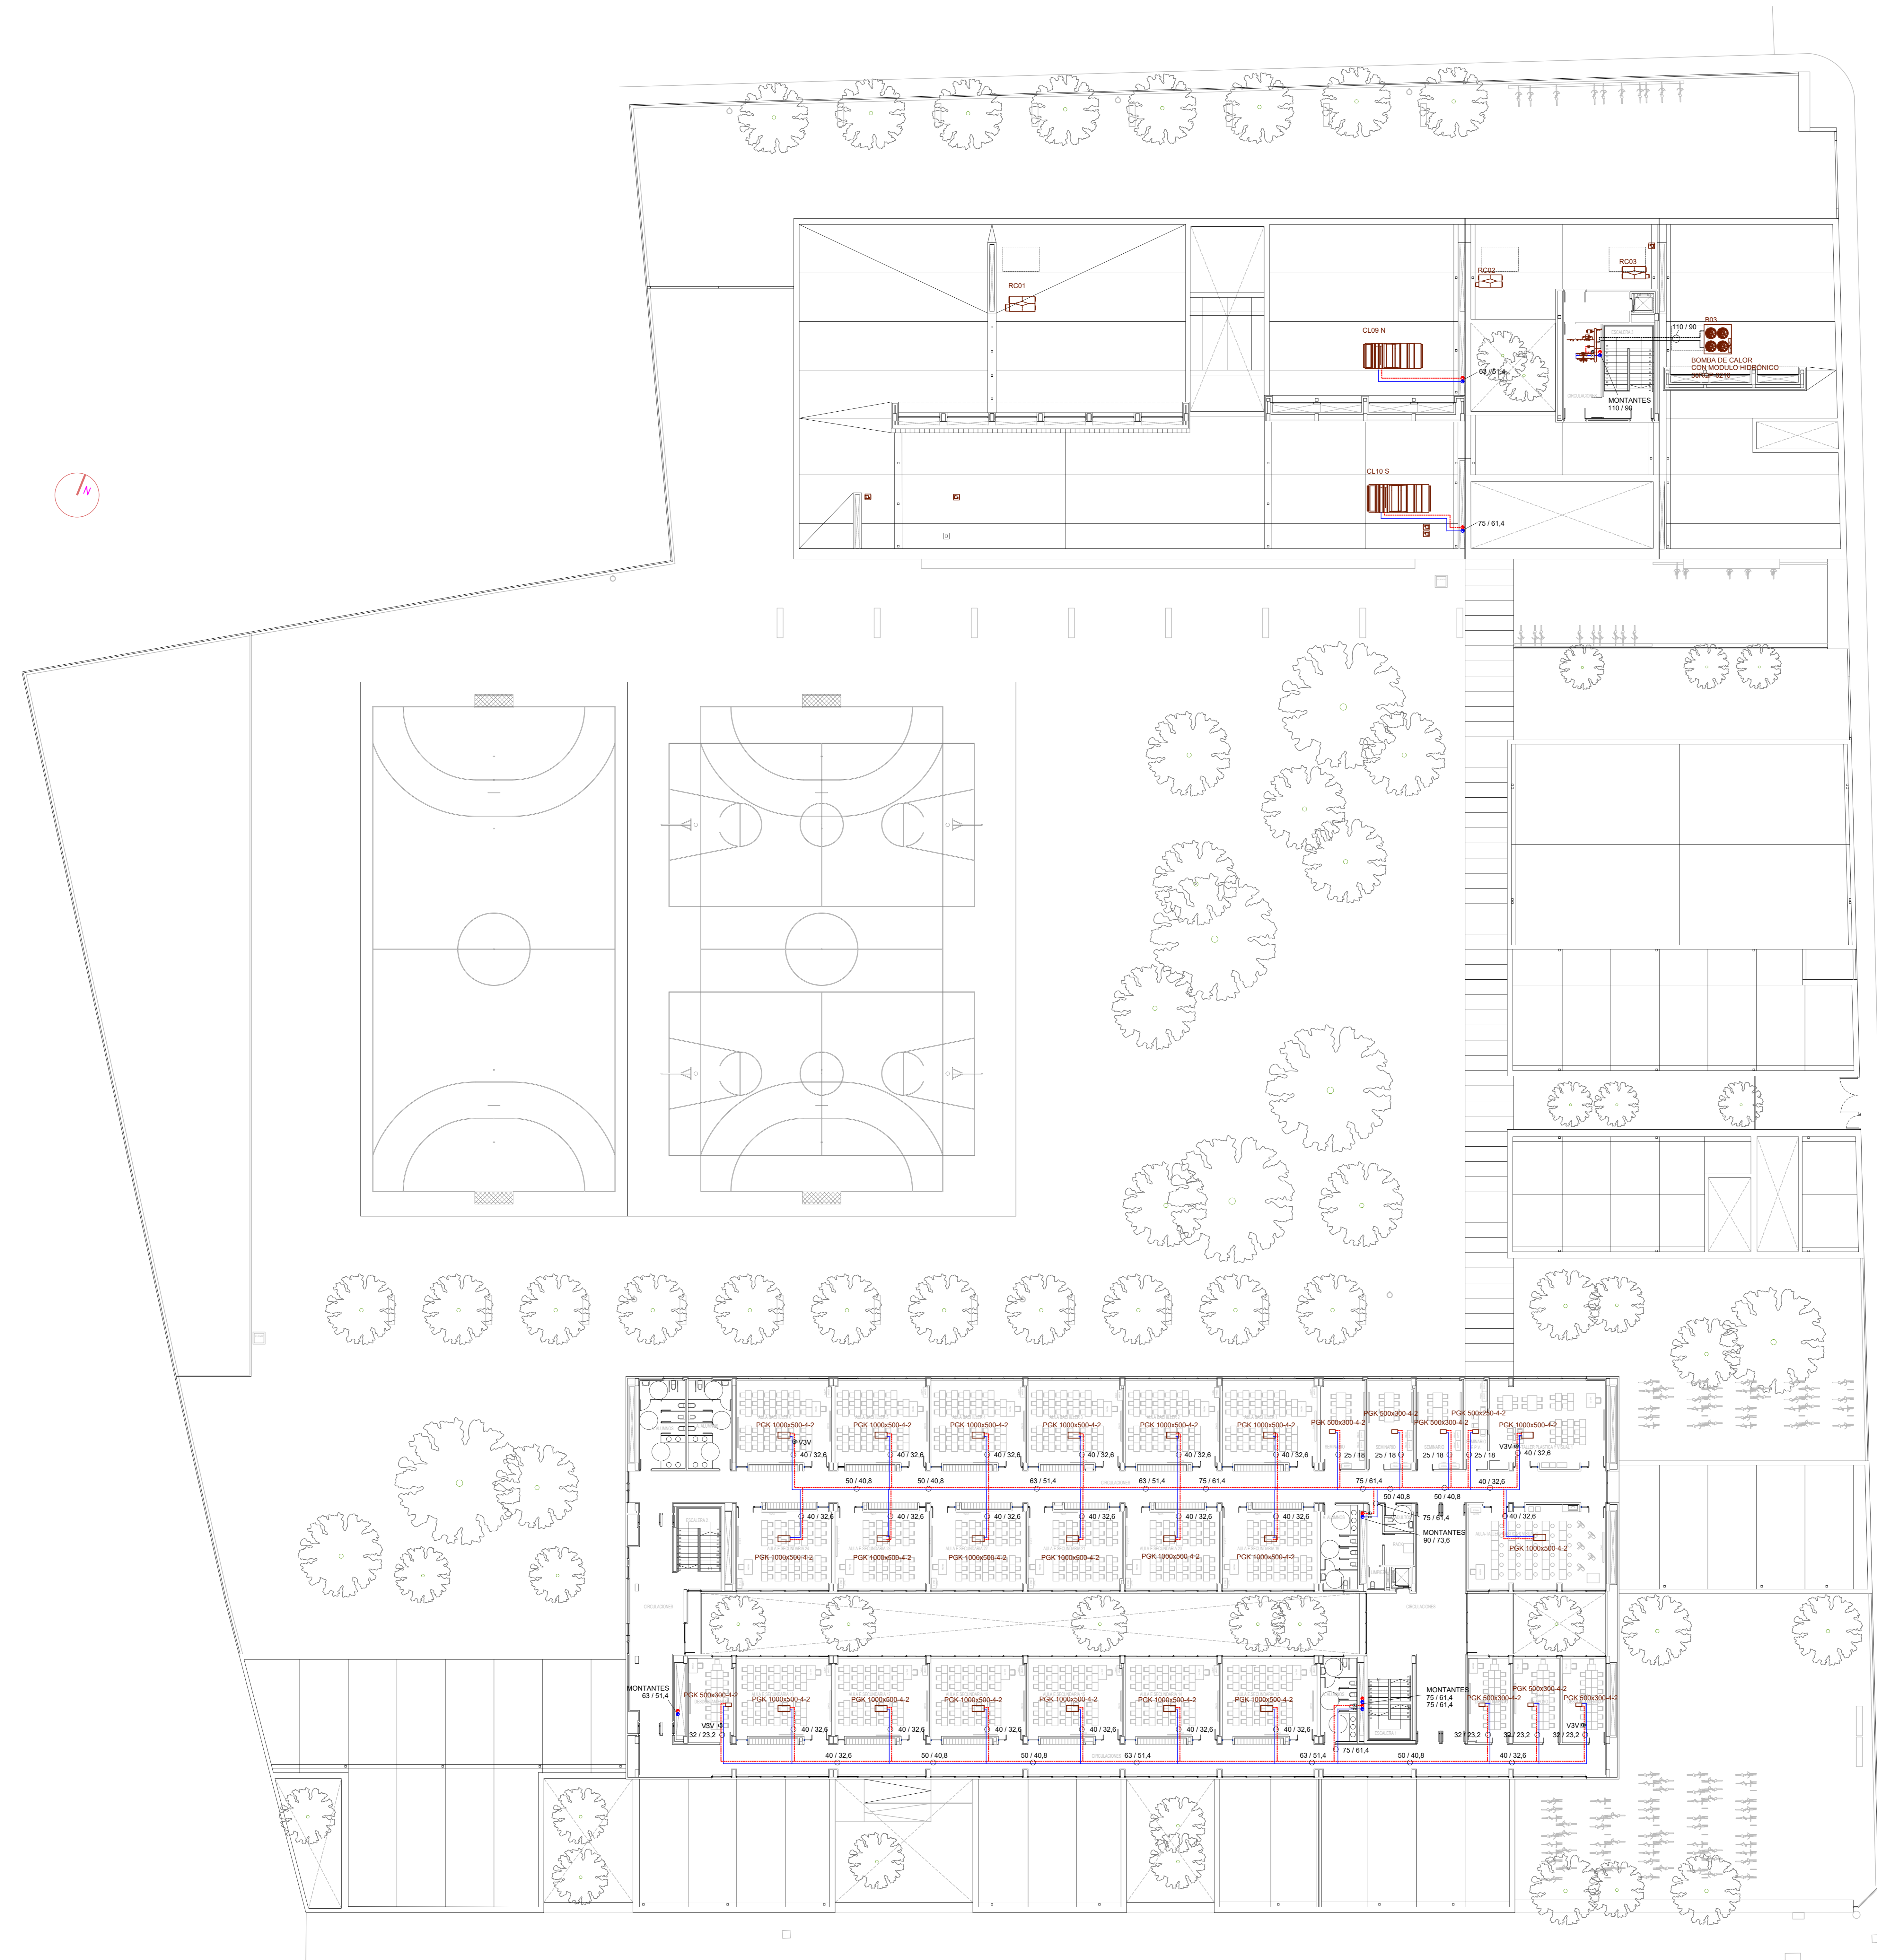 RC01
RC02
RC03
CL09 N
63 / 51,4
110 / 90
B03
BOMBA DE CALOR
CON MODULO HIDRÓNICO
ESCALERA 2
CIRCULACIONES
MONTANTES
110 / 90
CL10 S
75 / 61,4
N
PGK 1000x500-4-2
PGK 1000x500-4-2
PGK 1000x500-4-2
PGK 1000x500-4-2
PGK 1000x500-4-2
PGK 1000x500-4-2
PGK 500x300-4-2
PGK 500x300-4-2
PGK 500x300-4-2
PGK 500x250-4-2
PGK 1000x500-4-2
V3V
V3V
40 / 32,6
40 / 32,6
40 / 32,6
40 / 32,6
40 / 32,6
40 / 32,6
25 / 18
25 / 18
25 / 18
25 / 18
40 / 32,6
50 / 40,8
50 / 40,8
63 / 51,4
CIRCULACIONES
63 / 51,4
75 / 61,4
75 / 61,4
50 / 40,8
50 / 40,8
40 / 32,6
40 / 32,6
40 / 32,6
40 / 32,6
40 / 32,6
40 / 32,6
40 / 32,6
75 / 61,4
40 / 32,6
MONTANTES
90 / 73,6
PGK 1000x500-4-2
PGK 1000x500-4-2
PGK 1000x500-4-2
PGK 1000x500-4-2
PGK 1000x500-4-2
PGK 1000x500-4-2
PGK 1000x500-4-2
CIRCULACIONES
CIRCULACIONES
MONTANTES
63 / 51,4
PGK 500x300-4-2
PGK 1000x500-4-2
PGK 1000x500-4-2
PGK 1000x500-4-2
PGK 1000x500-4-2
PGK 1000x500-4-2
PGK 1000x500-4-2
MONTANTES
75 / 61,4
75 / 61,4
PGK 500x300-4-2
PGK 500x300-4-2
PGK 500x300-4-2
V3V
32 / 23,2
40 / 32,6
40 / 32,6
40 / 32,6
40 / 32,6
40 / 32,6
40 / 32,6
ESCALERA 1
V3V
32 / 23,2
32 / 23,2
32 / 23,2
75 / 61,4
40 / 32,6
50 / 40,8
50 / 40,8
CIRCULACIONES
63 / 51,4
63 / 51,4
50 / 40,8
40 / 32,6